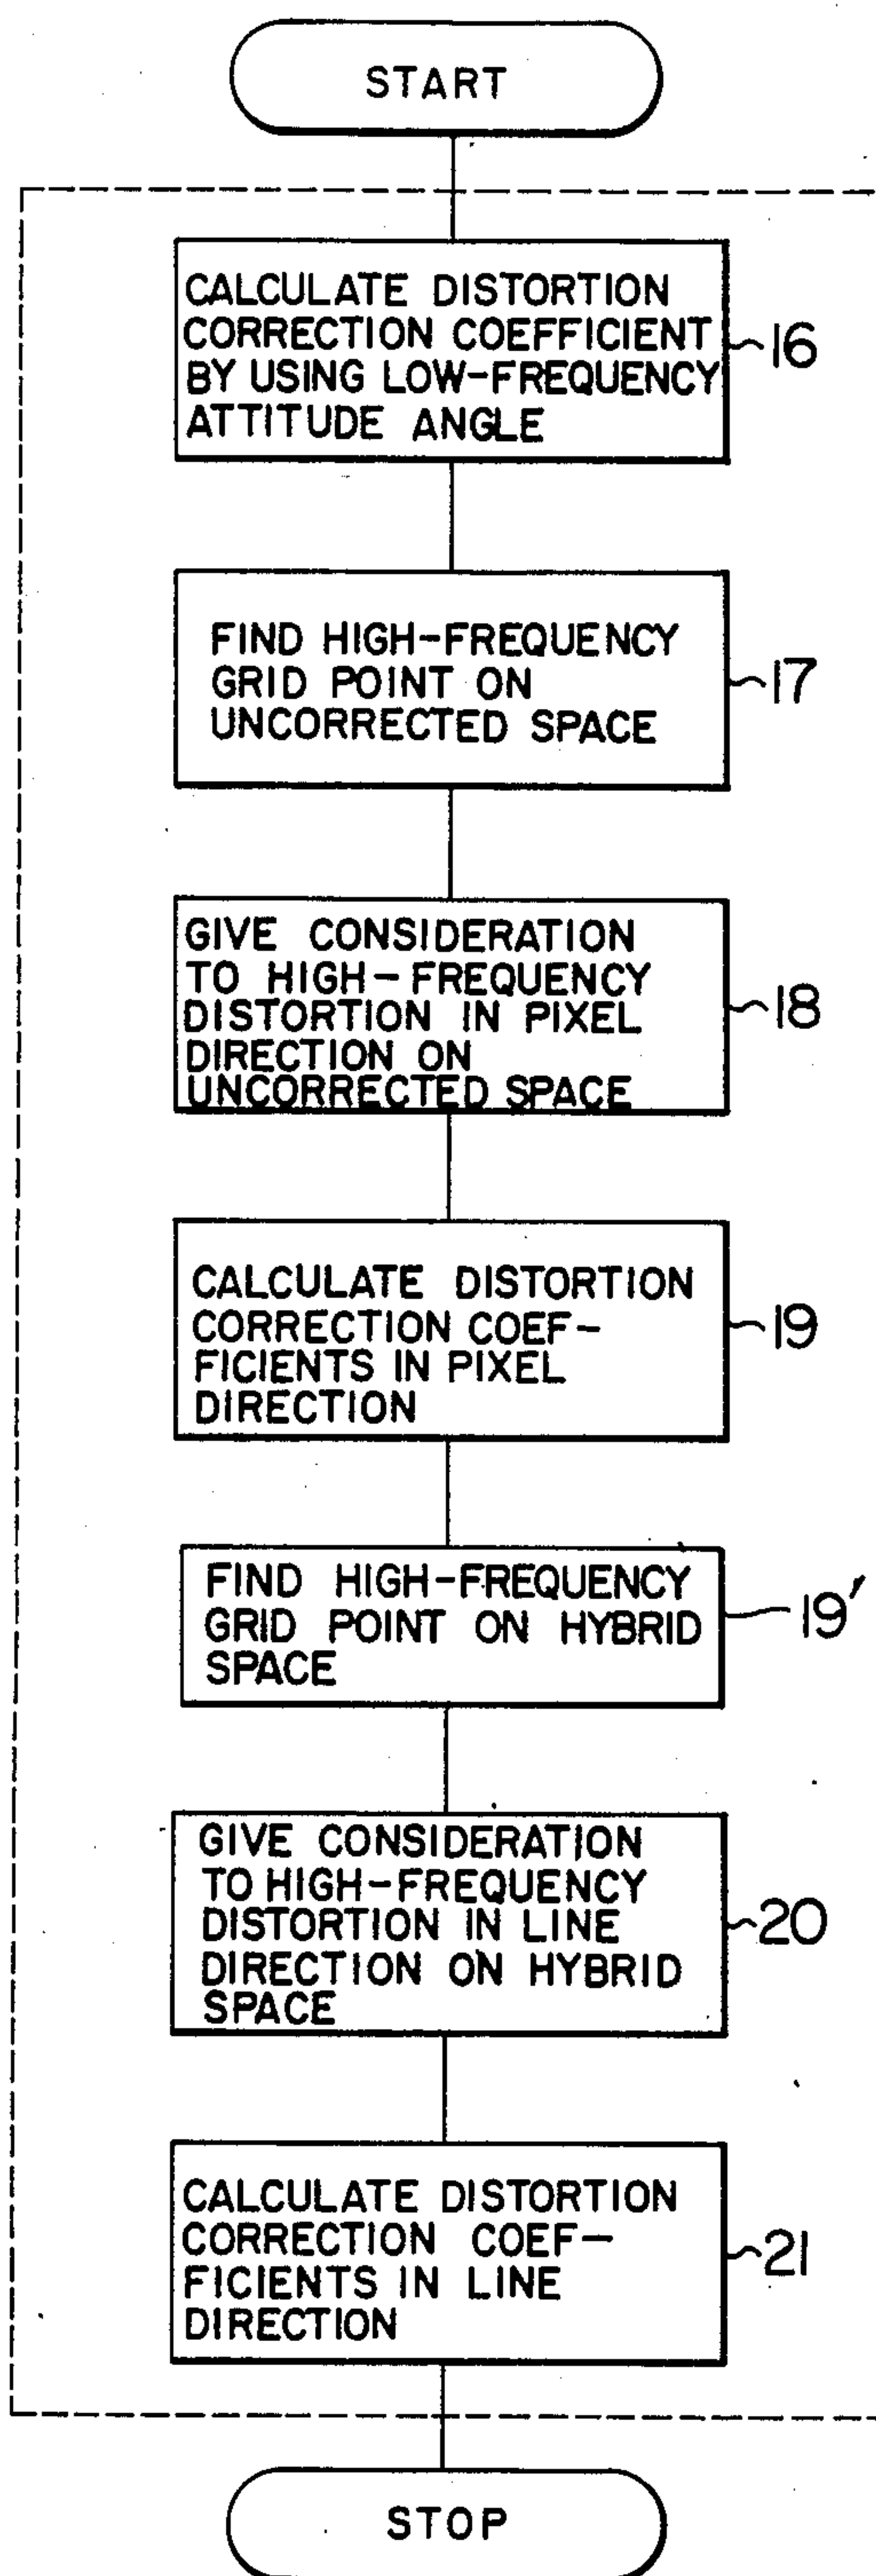 START
CALCULATE DISTORTION
CORRECTION COEFFICIENT
BY USING LOW-FREQUENCY
ATTITUDE ANGLE
16
FIND HIGH-FREQUENCY
GRID POINT ON
UNCORRECTED SPACE
17
GIVE CONSIDERATION
TO HIGH-FREQUENCY
DISTORTION IN PIXEL
DIRECTION ON
UNCORRECTED SPACE
18
CALCULATE DISTORTION
CORRECTION COEF-
FICIENTS IN PIXEL
DIRECTION
19
FIND HIGH-FREQUENCY
GRID POINT ON HYBRID
SPACE
19'
GIVE CONSIDERATION
TO HIGH-FREQUENCY
DISTORTION IN LINE
DIRECTION ON HYBRID
SPACE
20
CALCULATE DISTORTION
CORRECTION COEF-
FICIENTS IN LINE
DIRECTION
21
STOP